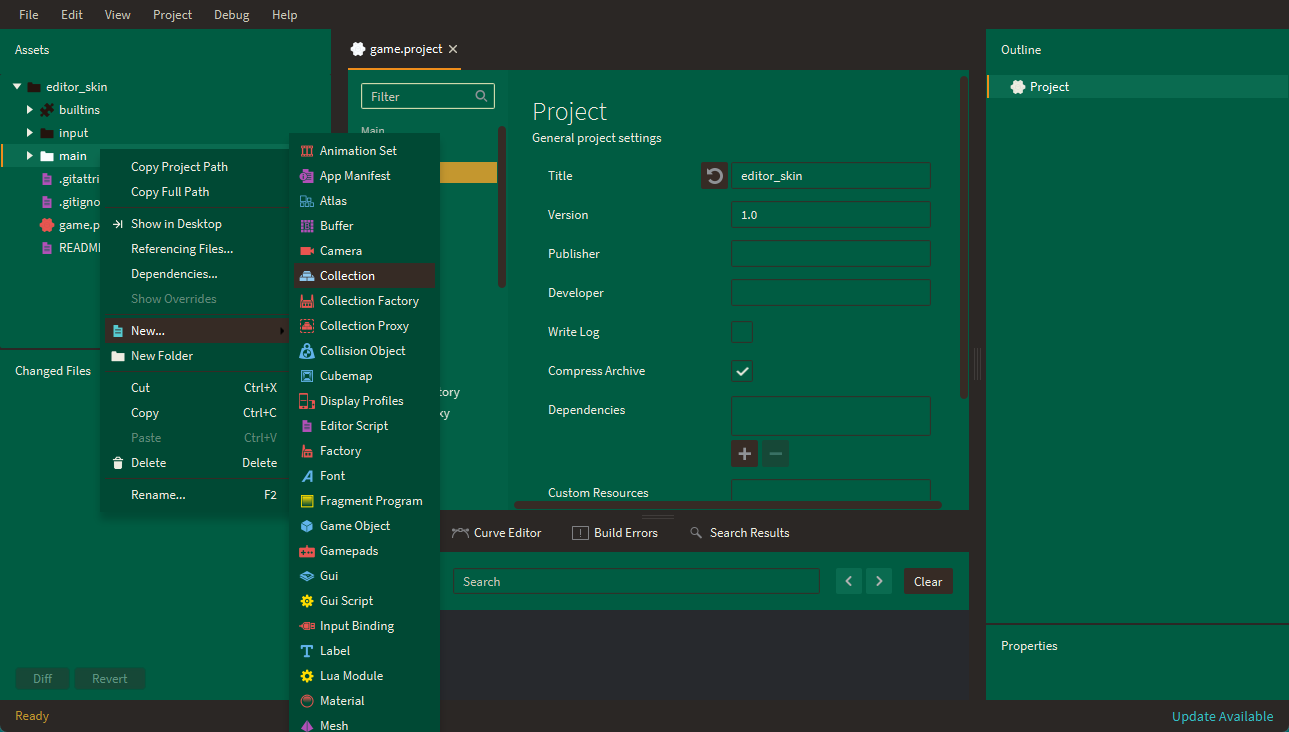 File Edit View Project Debug Help
Assets
editor_skin
builtins
input
main
.gitattri
.gitigno
game.p
READM
Copy Project Path
Copy Full Path
Show in Desktop
Referencing Files...
Dependencies...
Show Overrides
New...
New Folder
Cut Ctrl+X
Copy Ctrl+C
Paste Ctrl+V
Delete Delete
Rename... F2
Animation Set
App Manifest
Atlas
Buffer
Camera
Collection
Collection Factory
Collection Proxy
Collision Object
Cubemap
Display Profiles
Editor Script
Factory
Font
Fragment Program
Game Object
Gamepads
Gui
Gui Script
Input Binding
Label
Lua Module
Material
Mesh
Changed Files
Diff Revert
Ready
game.project
Filter
Main
tory
xy
Project
General project settings
Title editor_skin
Version 1.0
Publisher
Developer
Write Log
Compress Archive
Dependencies
Custom Resources
Curve Editor Build Errors Search Results
Search Clear
Outline
Project
Properties
Update Available